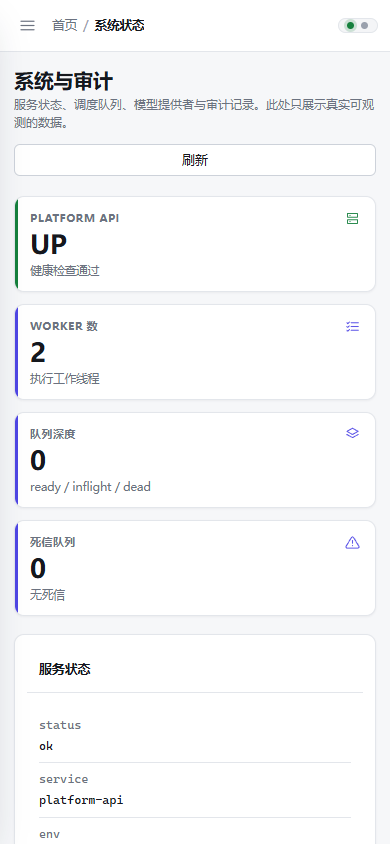 首页 / 系统状态
系统与审计
服务状态、调度队列、模型提供者与审计记录。此处只展示真实可观
测的数据。
刷新
PLATFORM API
UP
健康检查通过
WORKER 数
2
执行工作线程
队列深度
0
ready / inflight / dead
死信队列
0
无死信
服务状态
status
ok
service
platform-api
env